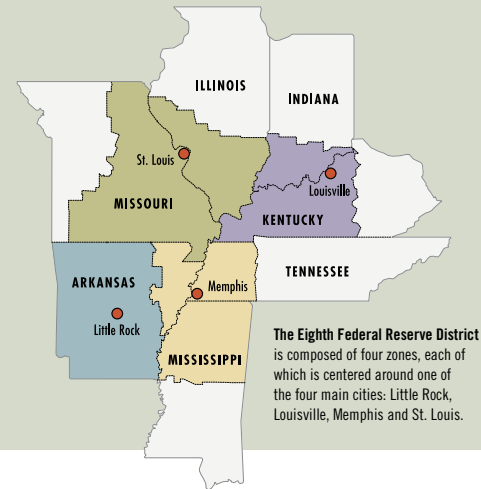 ILLINOIS
INDIANA
St. Louis
Louisville
MISSOURI
KENTUCKY
TENNESSEE
ARKANSAS
Memphis
Little Rock
MISSISSIPPI
The Eighth Federal Reserve District
is composed of four zones, each of
which is centered around one of
the four main cities: Little Rock,
Louisville, Memphis and St. Louis.